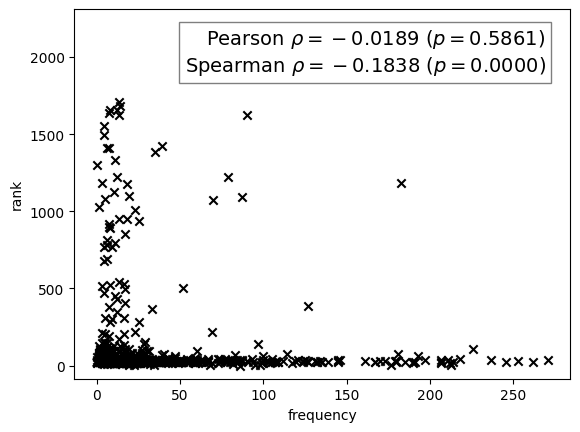 Pearson ρ = −0.0189 (p = 0.5861)
Spearman ρ = −0.1838 (p = 0.0000)
2000
1500
1000
500
0
rank
0 50 100 150 200 250
frequency